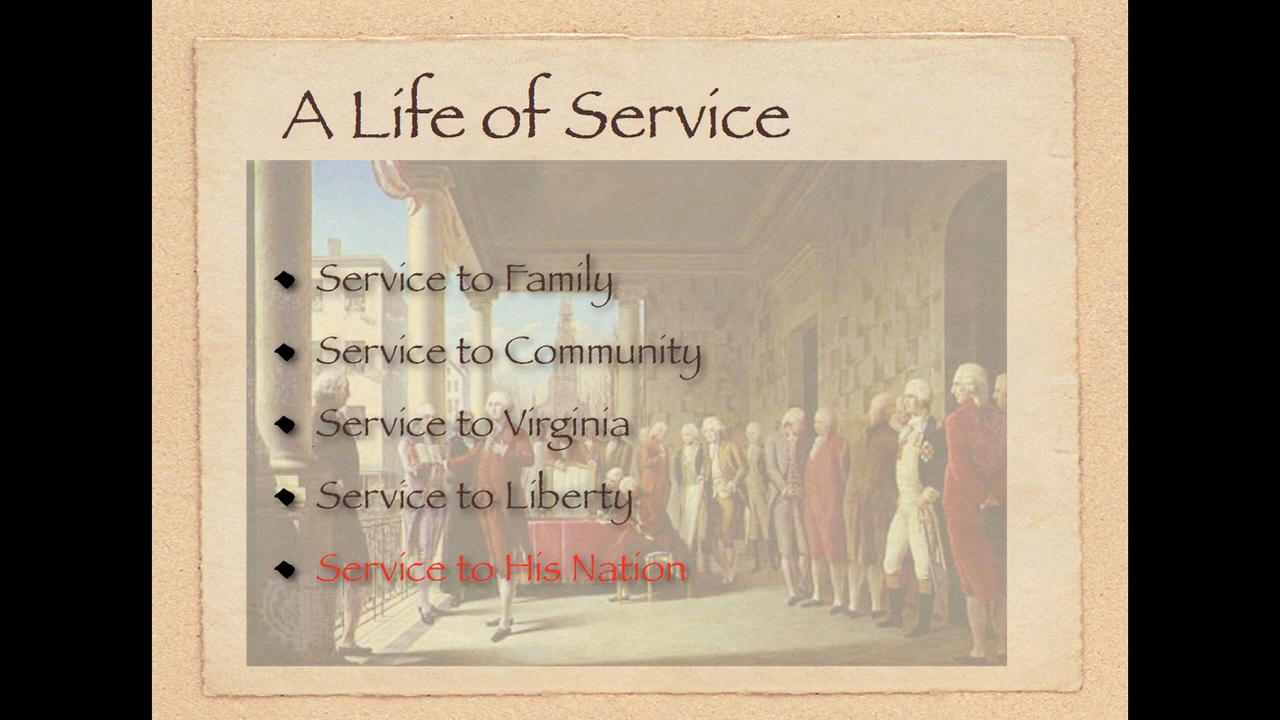 A Life of Service
Service to Family
Service to Community
Service to Virginia
Service to Liberty
Service to His Nation